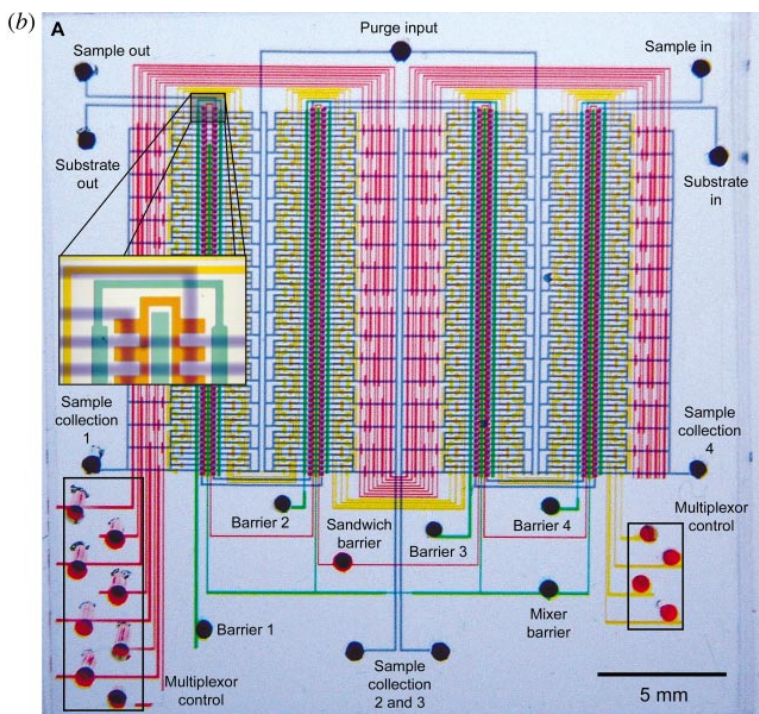 (b)
A
Purge input
Sample out
Sample in
Substrate
out
Substrate
in
Sample
collection
1
Sample
collection
4
Multiplexor
control
Barrier 2
Sandwich
barrier
Barrier 3
Barrier 4
Mixer
barrier
Barrier 1
Multiplexor
control
Sample
collection
2 and 3
5 mm